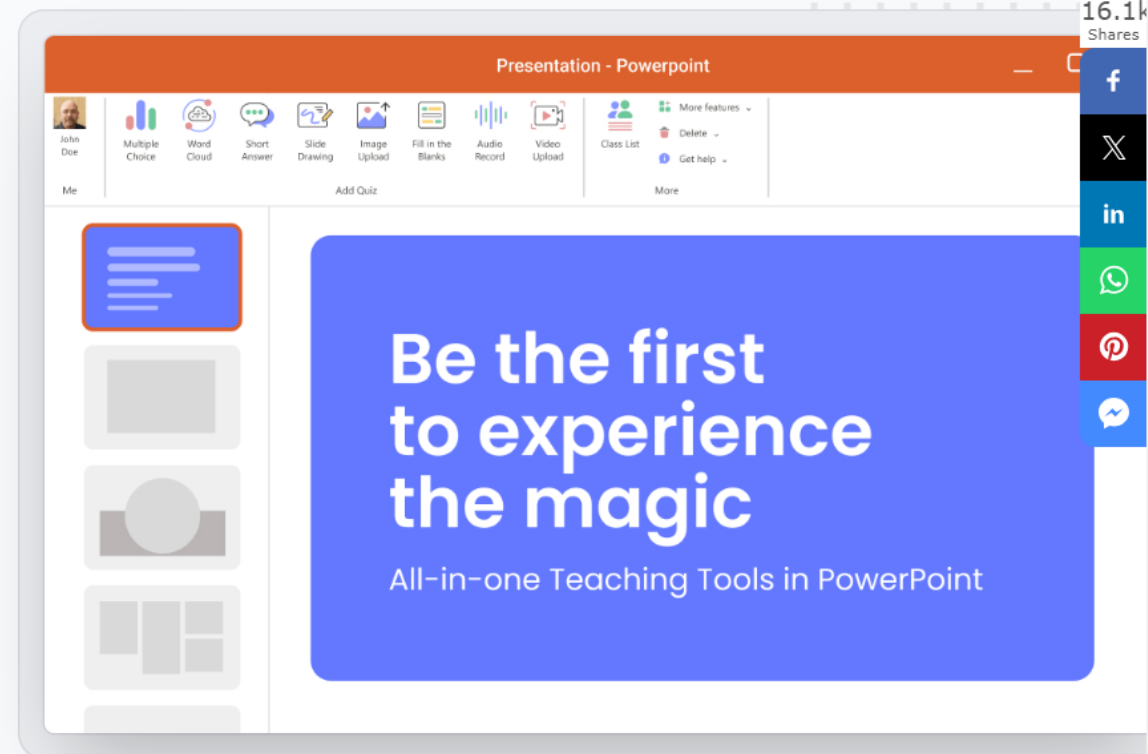 16.1k
Shares
Presentation - Powerpoint
John
Doe
Me
Multiple
Choice
Word
Cloud
Short
Answer
Slide
Drawing
Image
Upload
Fill in the
Blanks
Audio
Record
Video
Upload
Add Quiz
Class List
More features
Delete
Get help
More
Be the first
to experience
the magic
All-in-one Teaching Tools in PowerPoint